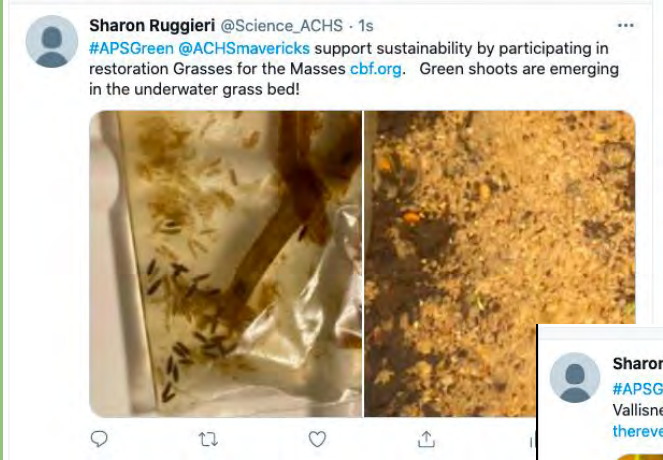 Sharon Ruggieri @Science_ACHS · 1s
#APSGreen @ACHSmavericks support sustainability by participating in
restoration Grasses for the Masses cbf.org. Green shoots are emerging
in the underwater grass bed!
Sharon
#APSG
Vallisne
thereve